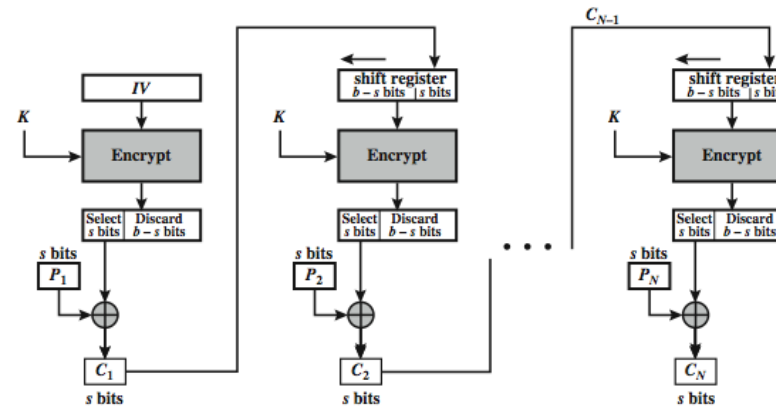 C_{N–1}
IV
shift register
b – s bits | s bits
shift register
b – s bits
K
Encrypt
K
Encrypt
K
Encrypt
Select
s bits
Discard
b – s bits
Select
s bits
Discard
b – s bits
Select
s bits
Discard
b – s bits
s bits
P_1
s bits
P_2
• • •
s bits
P_N
C_1
s bits
C_2
s bits
C_N
s bits